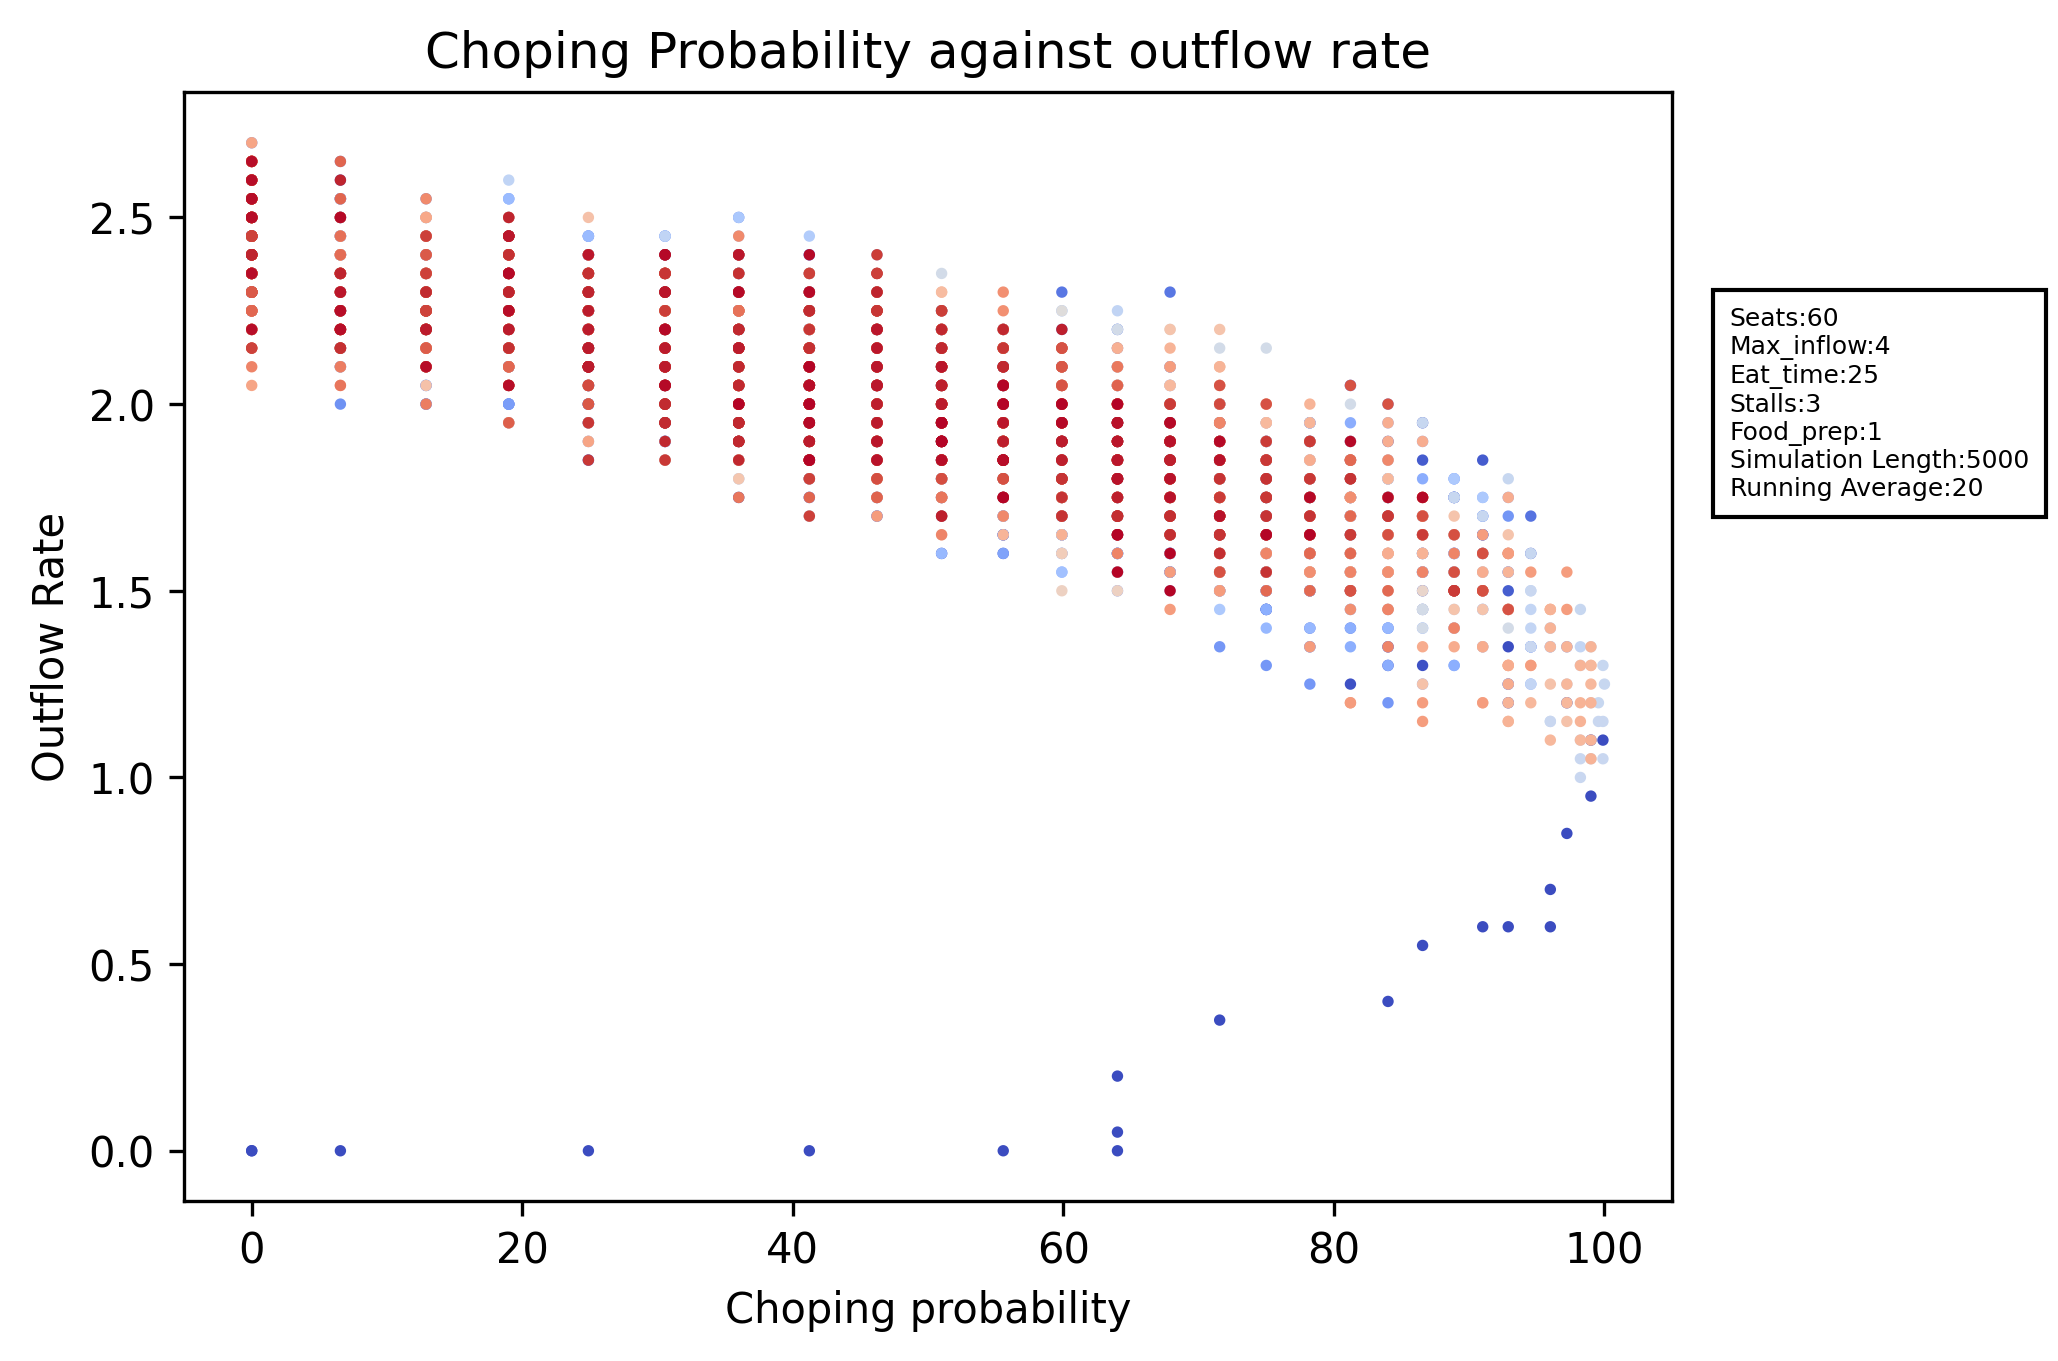 Choping Probability against outflow rate
Outflow Rate
2.5
2.0
1.5
1.0
0.5
0.0
0 20 40 60 80 100
Choping probability
Seats:60
Max_inflow:4
Eat_time:25
Stalls:3
Food_prep:1
Simulation Length:5000
Running Average:20